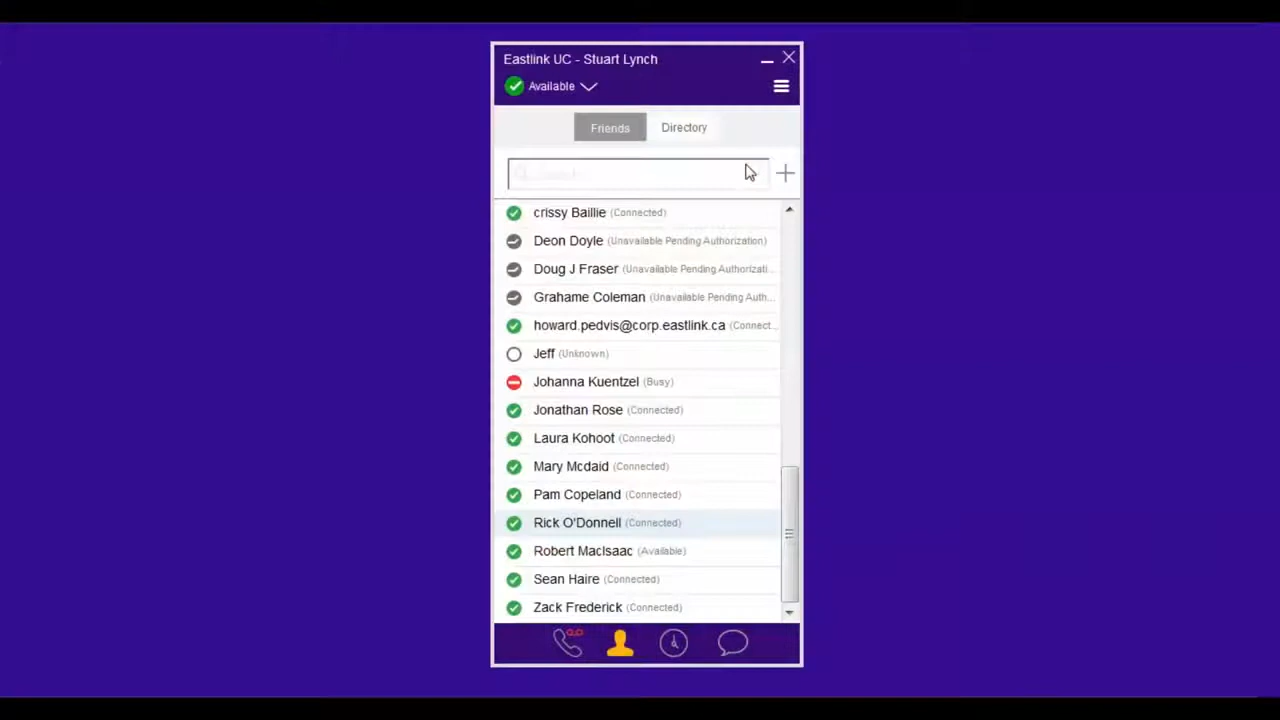 Eastlink UC - Stuart Lynch
Available
Friends Directory
crissy Baillie (Connected)
Deon Doyle (Unavailable Pending Authorization)
Doug J Fraser (Unavailable Pending Authorizati...
Grahame Coleman (Unavailable Pending Auth...
howard.pedvis@corp.eastlink.ca (Connect...
Jeff (Unknown)
Johanna Kuentzel (Busy)
Jonathan Rose (Connected)
Laura Kohoot (Connected)
Mary Mcdaid (Connected)
Pam Copeland (Connected)
Rick O'Donnell (Connected)
Robert MacIsaac (Available)
Sean Haire (Connected)
Zack Frederick (Connected)